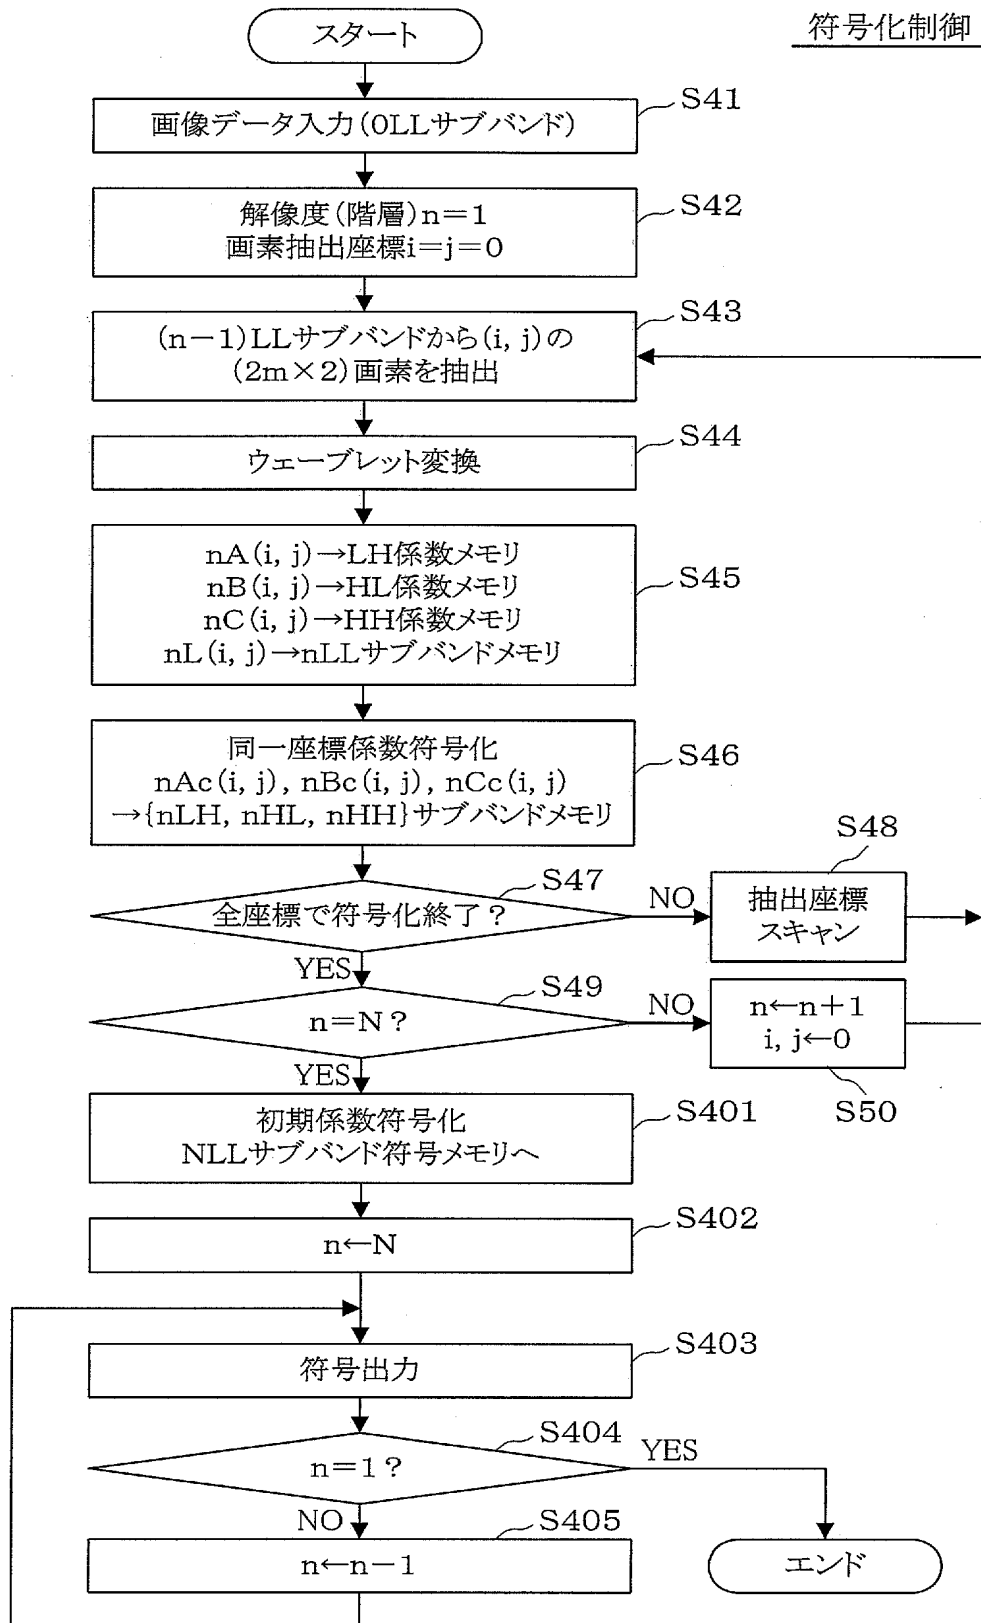 符号化制御
スタート
S41
画像データ入力(0LLサブバンド)
S42
解像度(階層)n=1
画素抽出座標i=j=0
S43
(n-1)LLサブバンドから(i, j)の
(2m×2)画素を抽出
S44
ウェーブレット変換
S45
nA(i, j)→LH係数メモリ
nB(i, j)→HL係数メモリ
nC(i, j)→HH係数メモリ
nL(i, j)→nLLサブバンドメモリ
S46
同一座標係数符号化
nAc(i, j), nBc(i, j), nCc(i, j)
→{nLH, nHL, nHH}サブバンドメモリ
S47
全座標で符号化終了?
NO
S48
抽出座標
スキャン
YES
S49
n=N?
NO
n←n+1
i, j←0
S50
YES
S401
初期係数符号化
NLLサブバンド符号メモリへ
S402
n←N
S403
符号出力
S404
n=1?
YES
NO
S405
n←n-1
エンド